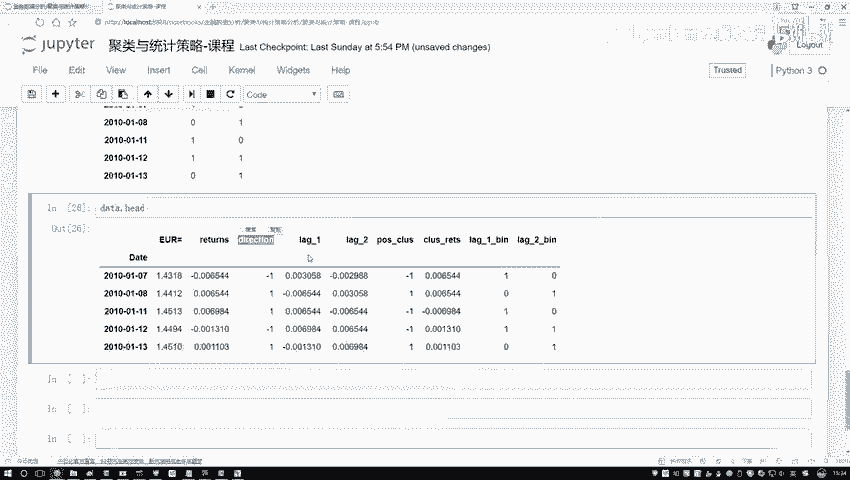 jupyter 聚类与统计策略-课程 Last Checkpoint: Last Sunday at 5:54 PM (unsaved changes)
Logout
File Edit View Insert Cell Kernel Widgets Help
Trusted Python 3
Code
2010-01-08 0 1
2010-01-11 1 0
2010-01-12 1 1
2010-01-13 0 1
In [26]: data.head
Out[26]:
EUR= returns direction lag_1 lag_2 pos_clus clus_rets lag_1_bin lag_2_bin
Date
2010-01-07 1.4318 -0.006544 -1 0.003058 -0.002988 -1 0.006544 1 0
2010-01-08 1.4412 0.006544 1 -0.006544 0.003058 1 0.006544 0 1
2010-01-11 1.4513 0.006984 1 0.006544 -0.006544 -1 -0.006984 1 0
2010-01-12 1.4494 -0.001310 -1 0.006984 0.006544 -1 0.001310 1 1
2010-01-13 1.4510 0.001103 1 -0.001310 0.006984 1 0.001103 0 1
In [ ]:
In [ ]:
In [ ]:
15:34